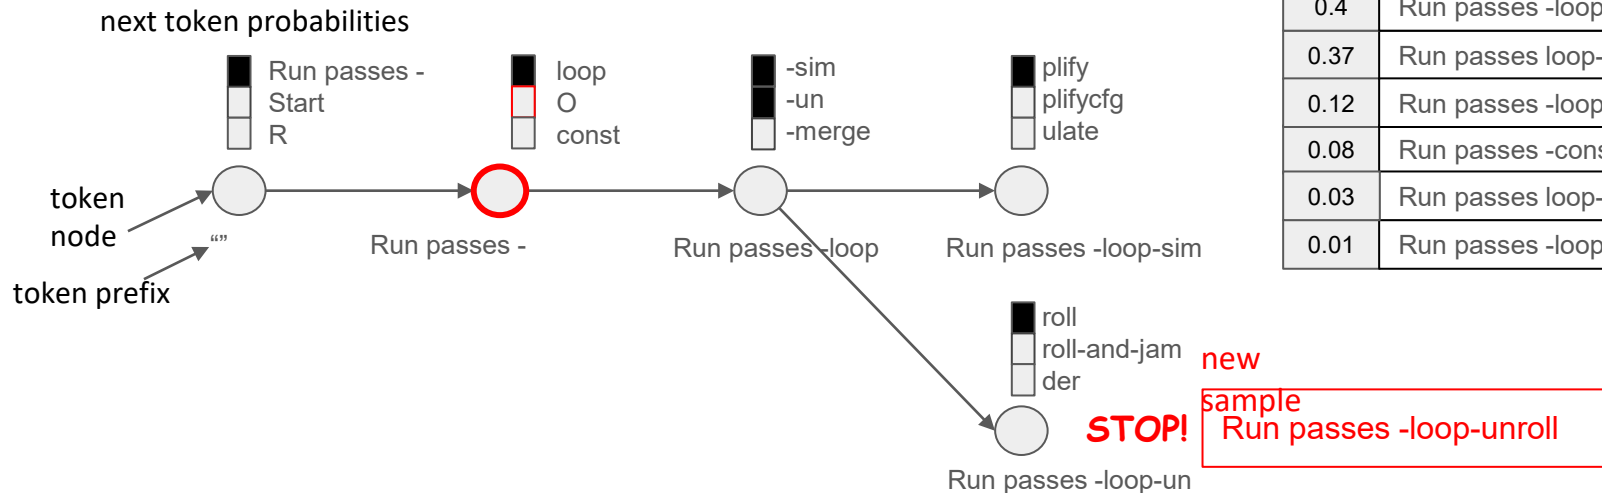 next token probabilities
Run passes -
Start
R
loop
O
const
-sim
-un
-merge
plify
plifycfg
ulate
token
node
“”
token prefix
Run passes -
Run passes -loop
Run passes -loop-sim
roll
roll-and-jam
der
new
sample
STOP!
Run passes -loop-unroll
Run passes -loop-un
0.4 Run passes -loop
0.37 Run passes loop-
0.12 Run passes -loop
0.08 Run passes -cons
0.03 Run passes loop-
0.01 Run passes -loop